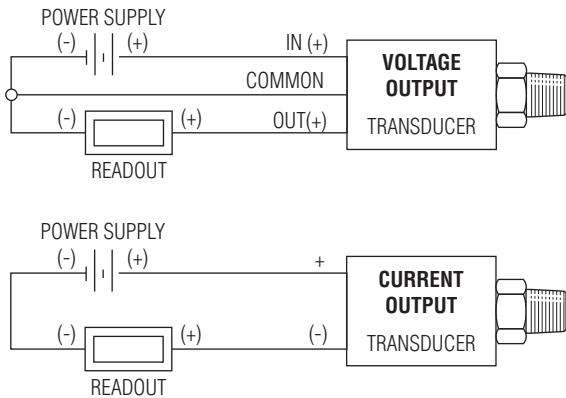 POWER SUPPLY
(-) (+) IN (+)
VOLTAGE
OUTPUT
COMMON
(-) (+) OUT(+)
TRANSDUCER
READOUT
POWER SUPPLY
(-) (+) +
CURRENT
OUTPUT
(-) (+) (-)
TRANSDUCER
READOUT